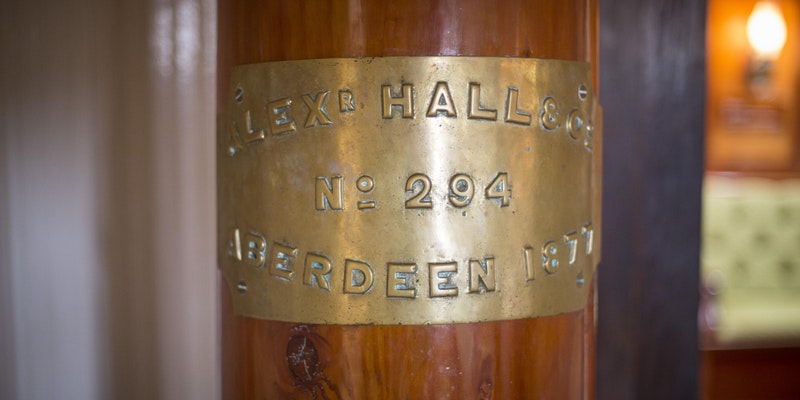 ALEXR HALL & Co
No 294
ABERDEEN 1877